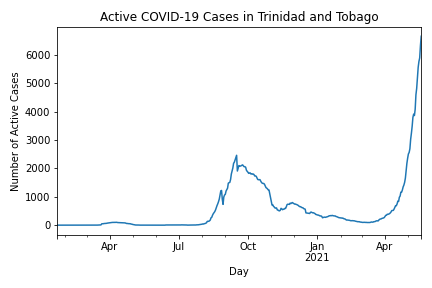 Active COVID-19 Cases in Trinidad and Tobago
Number of Active Cases
6000
5000
4000
3000
2000
1000
0
Apr
Jul
Oct
Jan
2021
Apr
Day